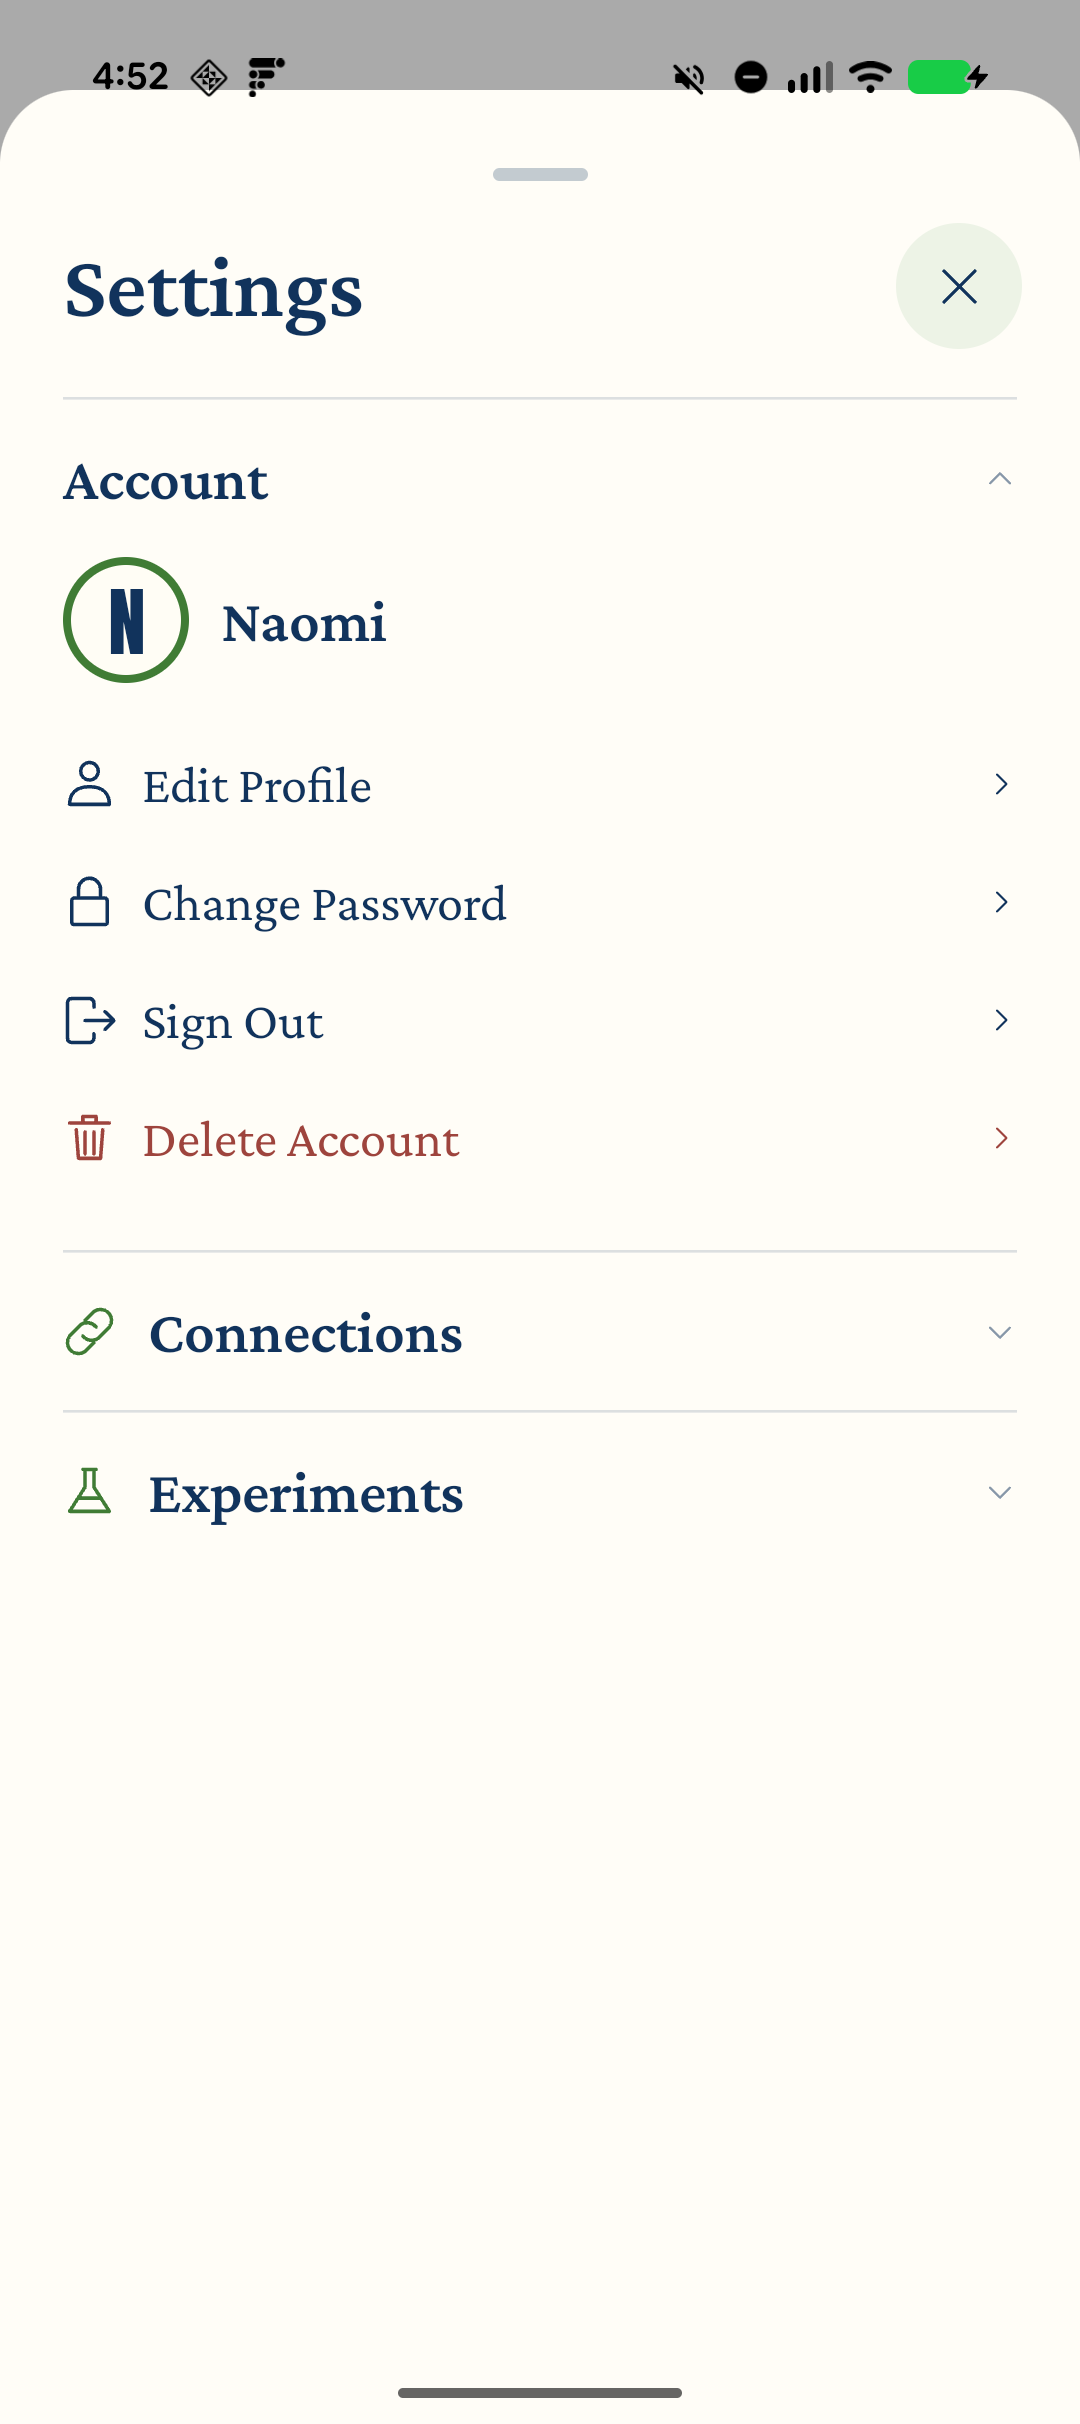 4:52
Settings
Account
N
Naomi
Edit Profile
Change Password
Sign Out
Delete Account
Connections
Experiments